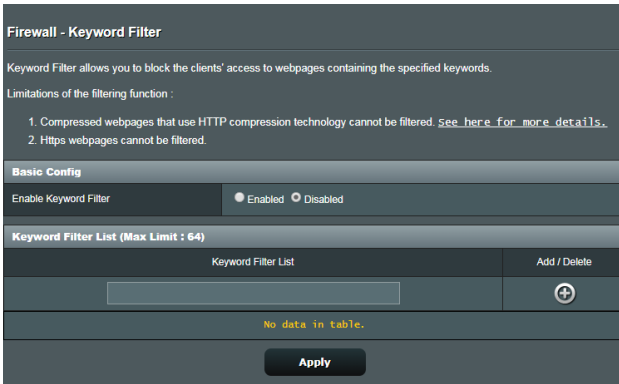 Firewall - Keyword Filter
Keyword Filter allows you to block the clients' access to webpages containing the specified keywords.
Limitations of the filtering function :
1. Compressed webpages that use HTTP compression technology cannot be filtered. See here for more details.
2. Https webpages cannot be filtered.
Basic Config
Enable Keyword Filter Enabled Disabled
Keyword Filter List (Max Limit : 64)
Keyword Filter List Add / Delete
No data in table.
Apply